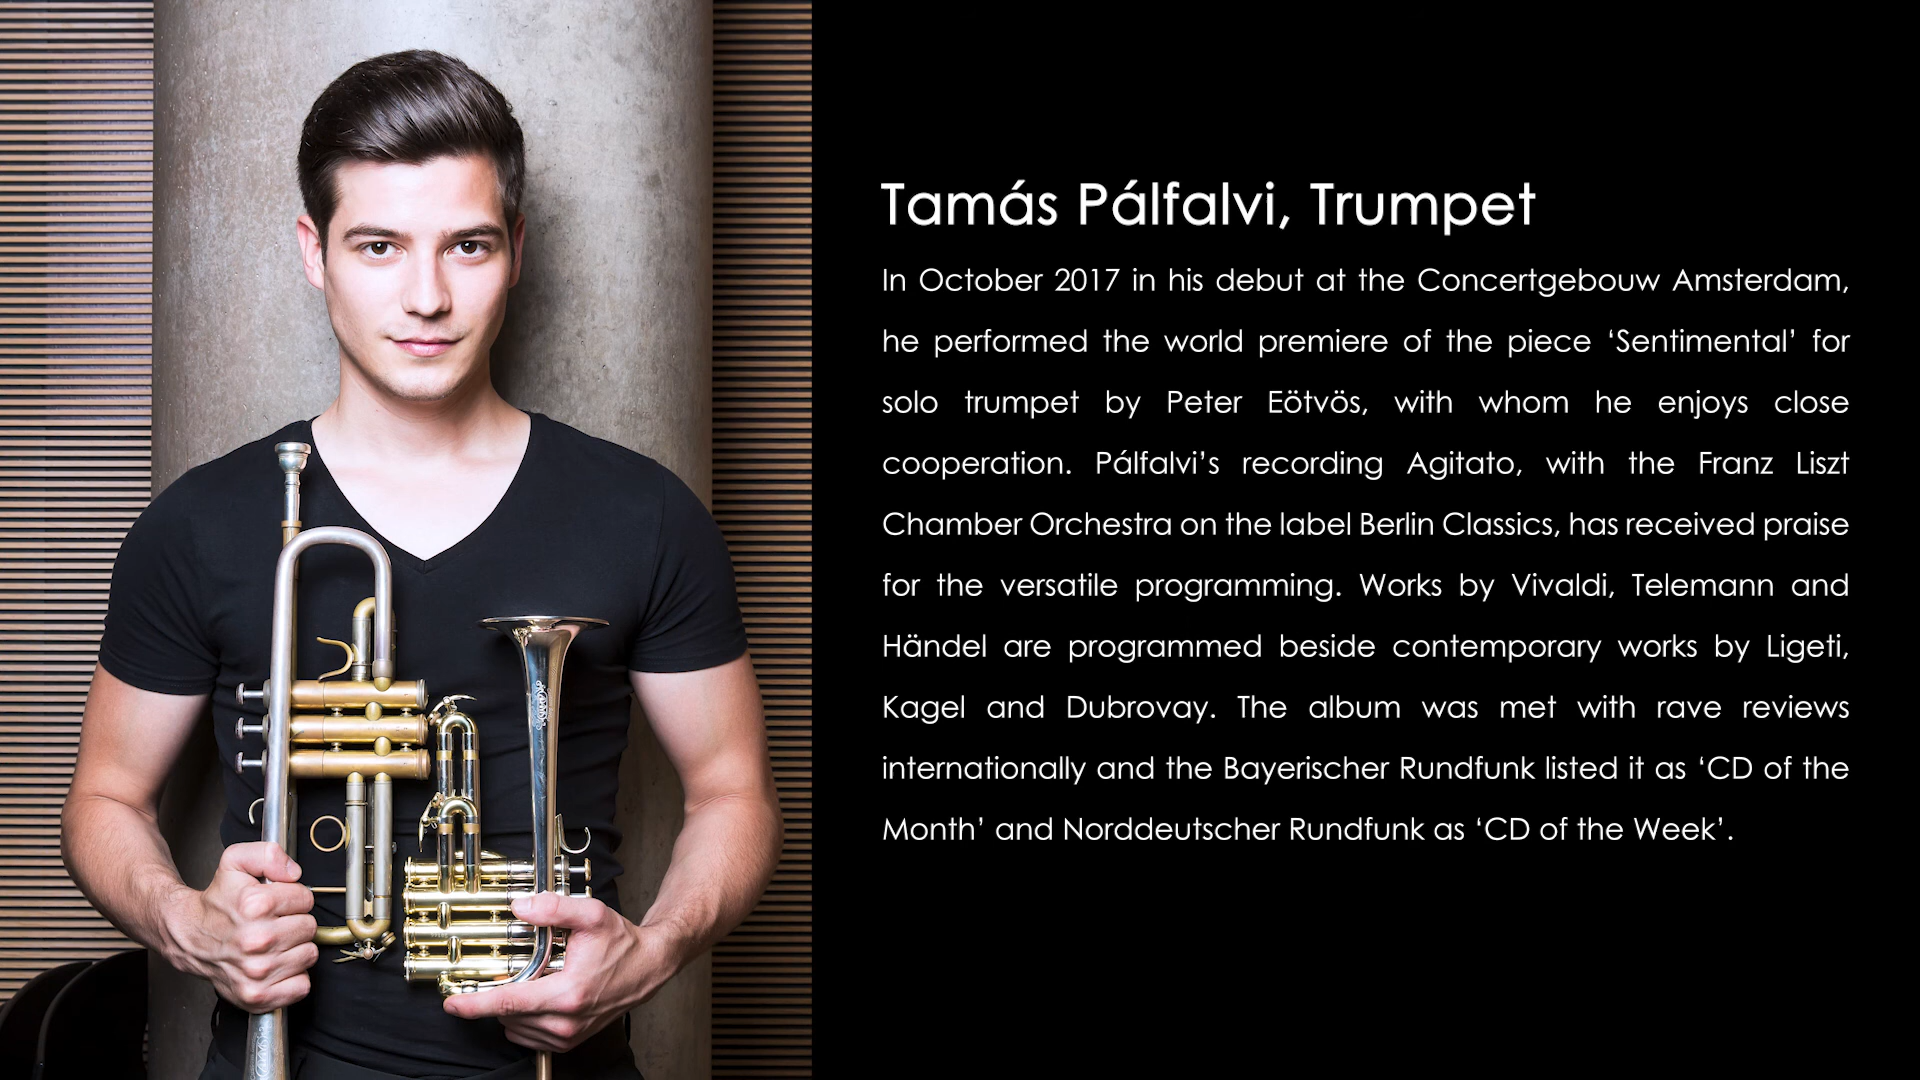 Tamás Pálfalvi, Trumpet
In October 2017 in his debut at the Concertgebouw Amsterdam,
he performed the world premiere of the piece ‘Sentimental’ for
solo trumpet by Peter Eötvös, with whom he enjoys close
cooperation. Pálfalvi’s recording Agitato, with the Franz Liszt
Chamber Orchestra on the label Berlin Classics, has received praise
for the versatile programming. Works by Vivaldi, Telemann and
Händel are programmed beside contemporary works by Ligeti,
Kagel and Dubrovay. The album was met with rave reviews
internationally and the Bayerischer Rundfunk listed it as ‘CD of the
Month’ and Norddeutscher Rundfunk as ‘CD of the Week’.